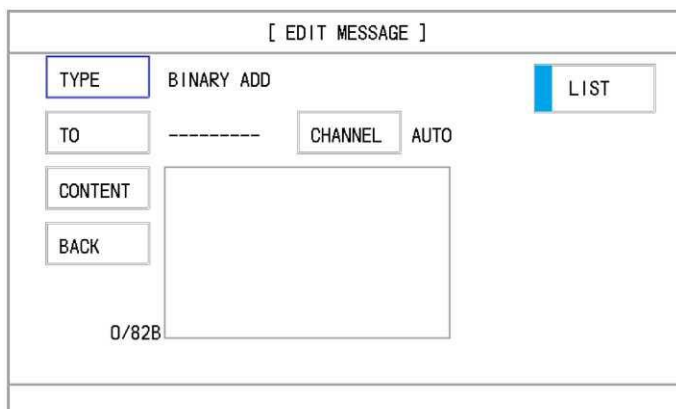 [ EDIT MESSAGE ]
TYPE BINARY ADD LIST
TO --------- CHANNEL AUTO
CONTENT
BACK
0/82B